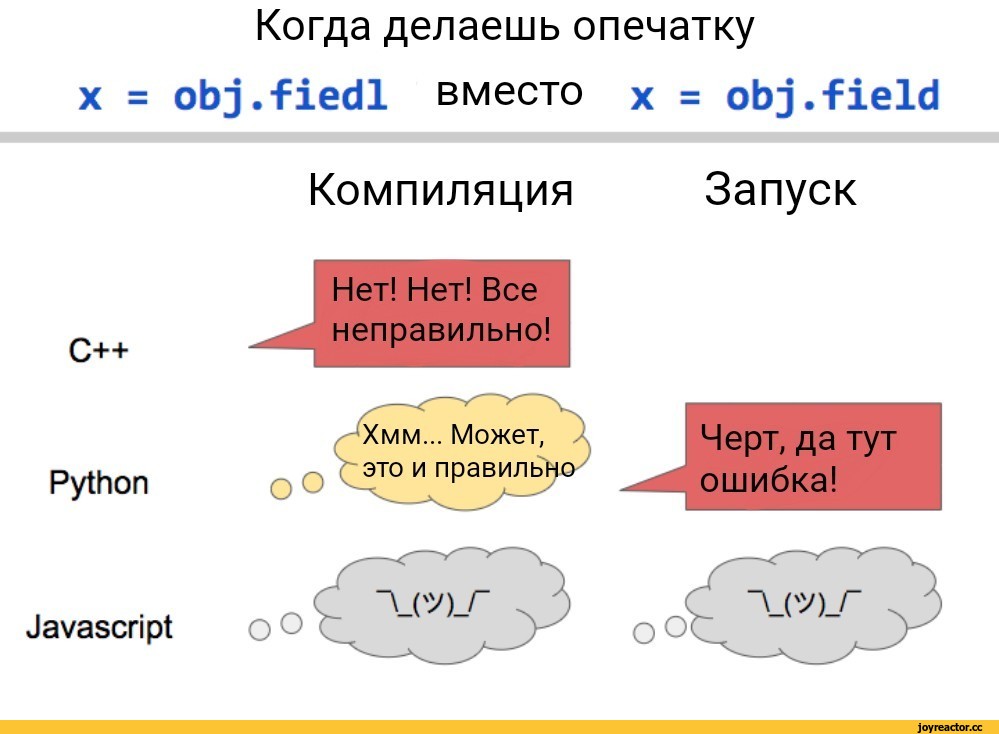 Когда делаешь опечатку
x = obj.fiedl вместо x = obj.field
Компиляция Запуск
Нет! Нет! Все
неправильно!
C++
Хмм... Может,
это и правильно
Черт, да тут
ошибка!
Python
¯\_(ツ)_/¯ ¯\_(ツ)_/¯
Javascript
joyreactor.cc